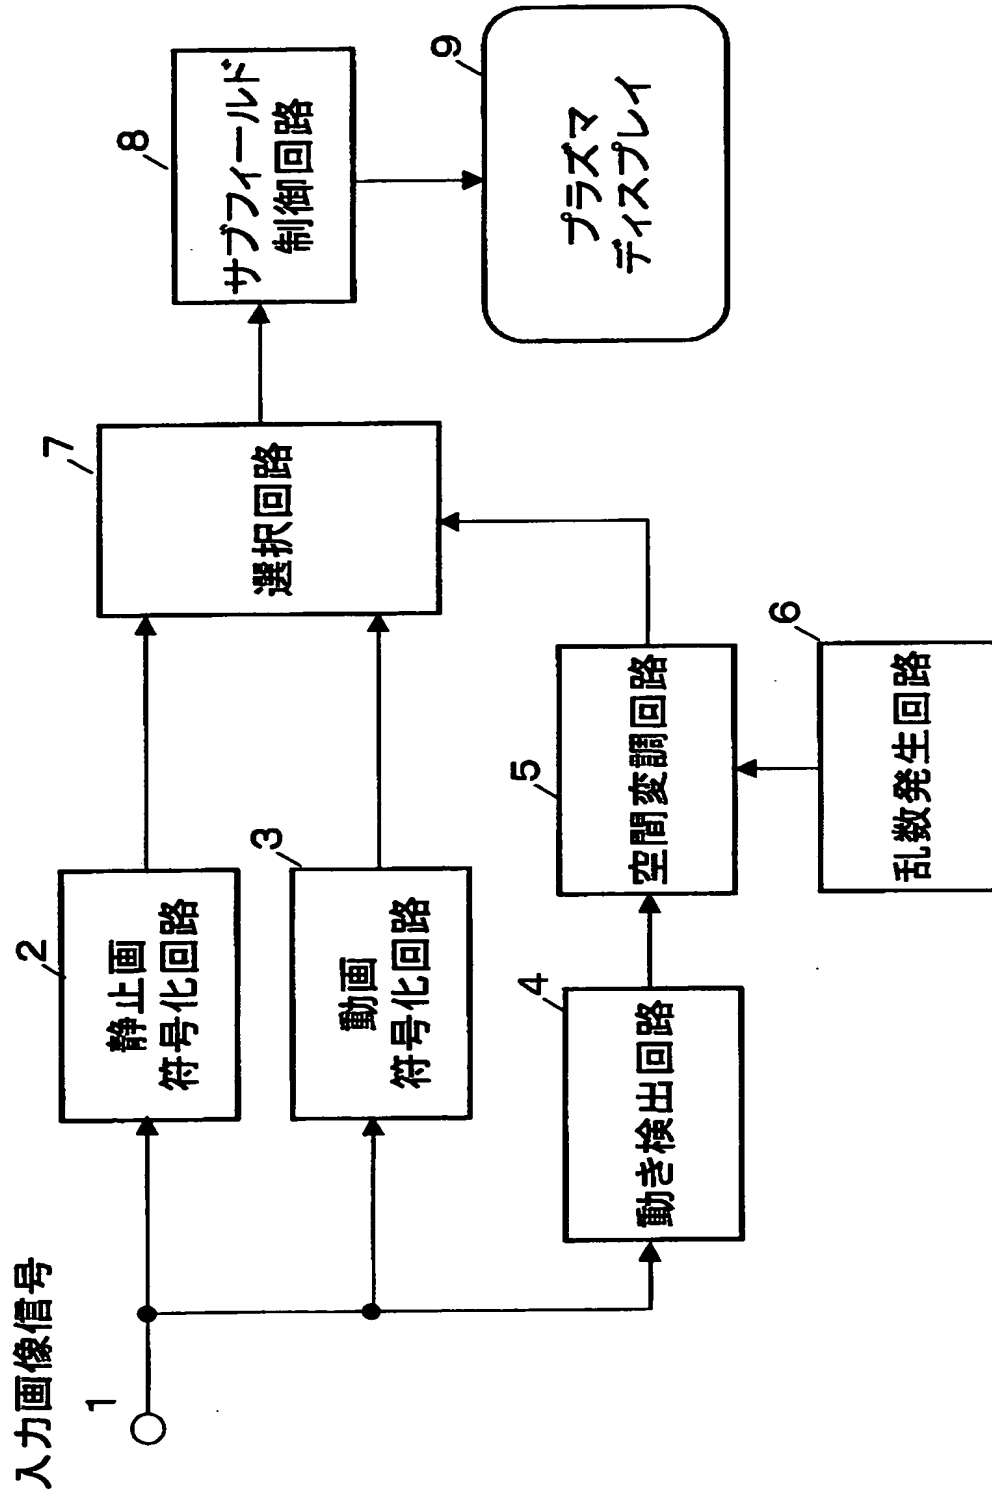 入力画像信号
1
2
静止画
符号化回路
3
動画
符号化回路
4
動き検出回路
5
空間変調回路
6
乱数発生回路
7
選択回路
8
サブフィールド
制御回路
9
プラズマ
ディスプレイ